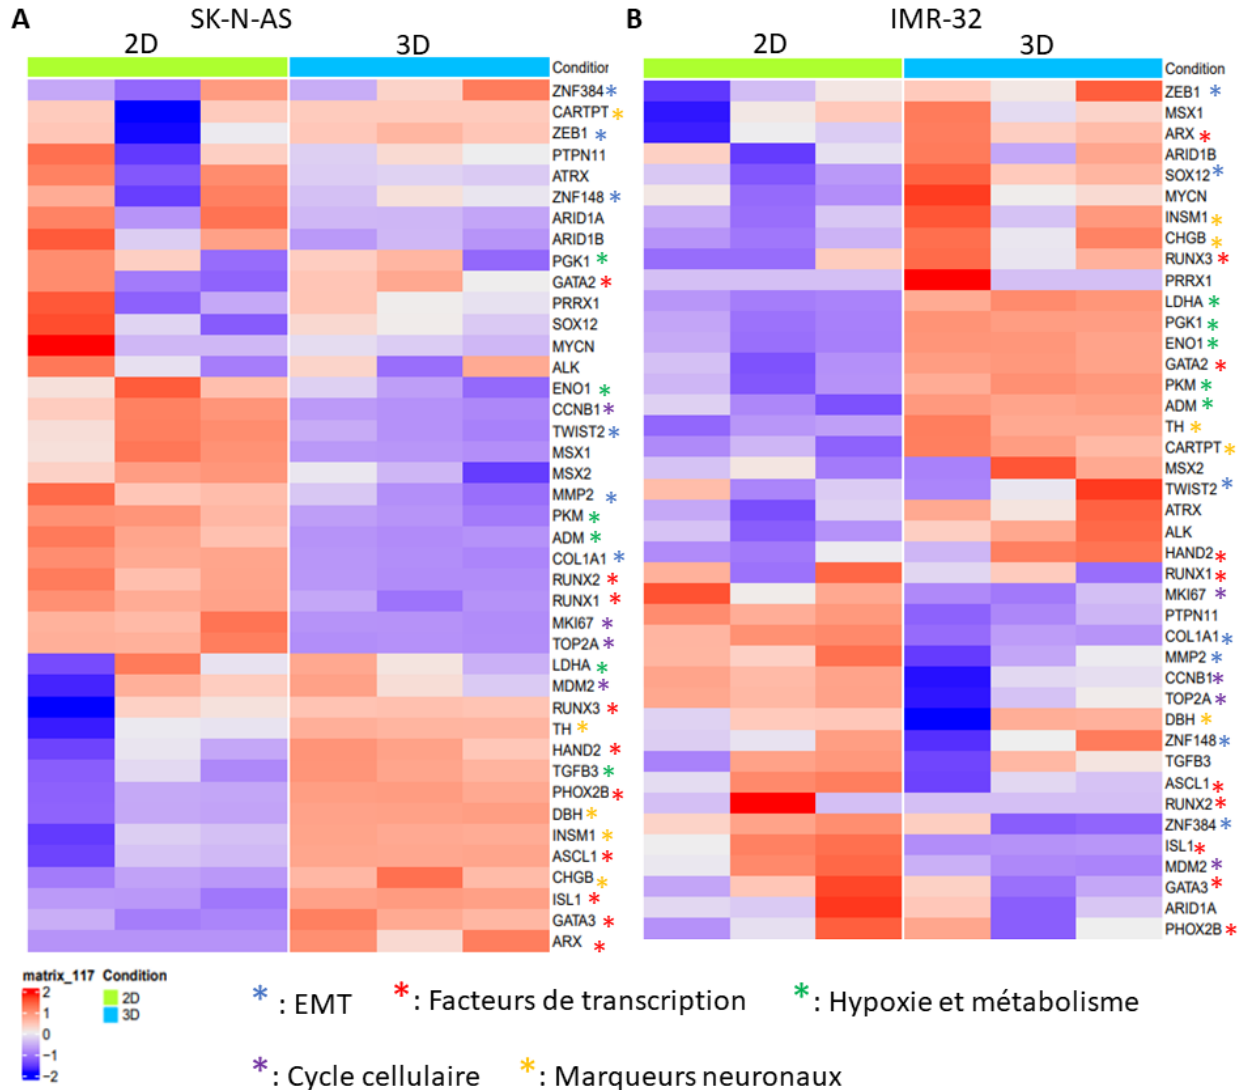 A
SK-N-AS
2D
3D
Condition
ZNF384 *
CARTPT *
ZEB1 *
PTPN11
ATRX
ZNF148 *
ARID1A
ARID1B
PGK1 *
GATA2 *
PRRX1
SOX12
MYCN
ALK
ENO1 *
CCNB1 *
TWIST2 *
MSX1
MSX2
MMP2 *
PKM *
ADM *
COL1A1 *
RUNX2 *
RUNX1 *
MKI67 *
TOP2A *
LDHA *
MDM2 *
RUNX3 *
TH *
HAND2 *
TGFB3 *
PHOX2B *
DBH *
INSM1 *
ASCL1 *
CHGB *
ISL1 *
GATA3 *
ARX *
B
IMR-32
2D
3D
Condition
ZEB1 *
MSX1
ARX *
ARID1B
SOX12 *
MYCN
INSM1 *
CHGB *
RUNX3 *
PRRX1
LDHA *
PGK1 *
ENO1 *
GATA2 *
PKM *
ADM *
TH *
CARTPT *
MSX2
TWIST2 *
ATRX
ALK
HAND2 *
RUNX1 *
MKI67 *
PTPN11
COL1A1 *
MMP2 *
CCNB1 *
TOP2A *
DBH *
ZNF148 *
TGFB3
ASCL1 *
RUNX2 *
ZNF384 *
ISL1 *
MDM2 *
GATA3 *
ARID1A
PHOX2B *
matrix_117
2
1
0
−1
−2
Condition
2D
3D
* : EMT
* : Facteurs de transcription
* : Hypoxie et métabolisme
* : Cycle cellulaire
* : Marqueurs neuronaux